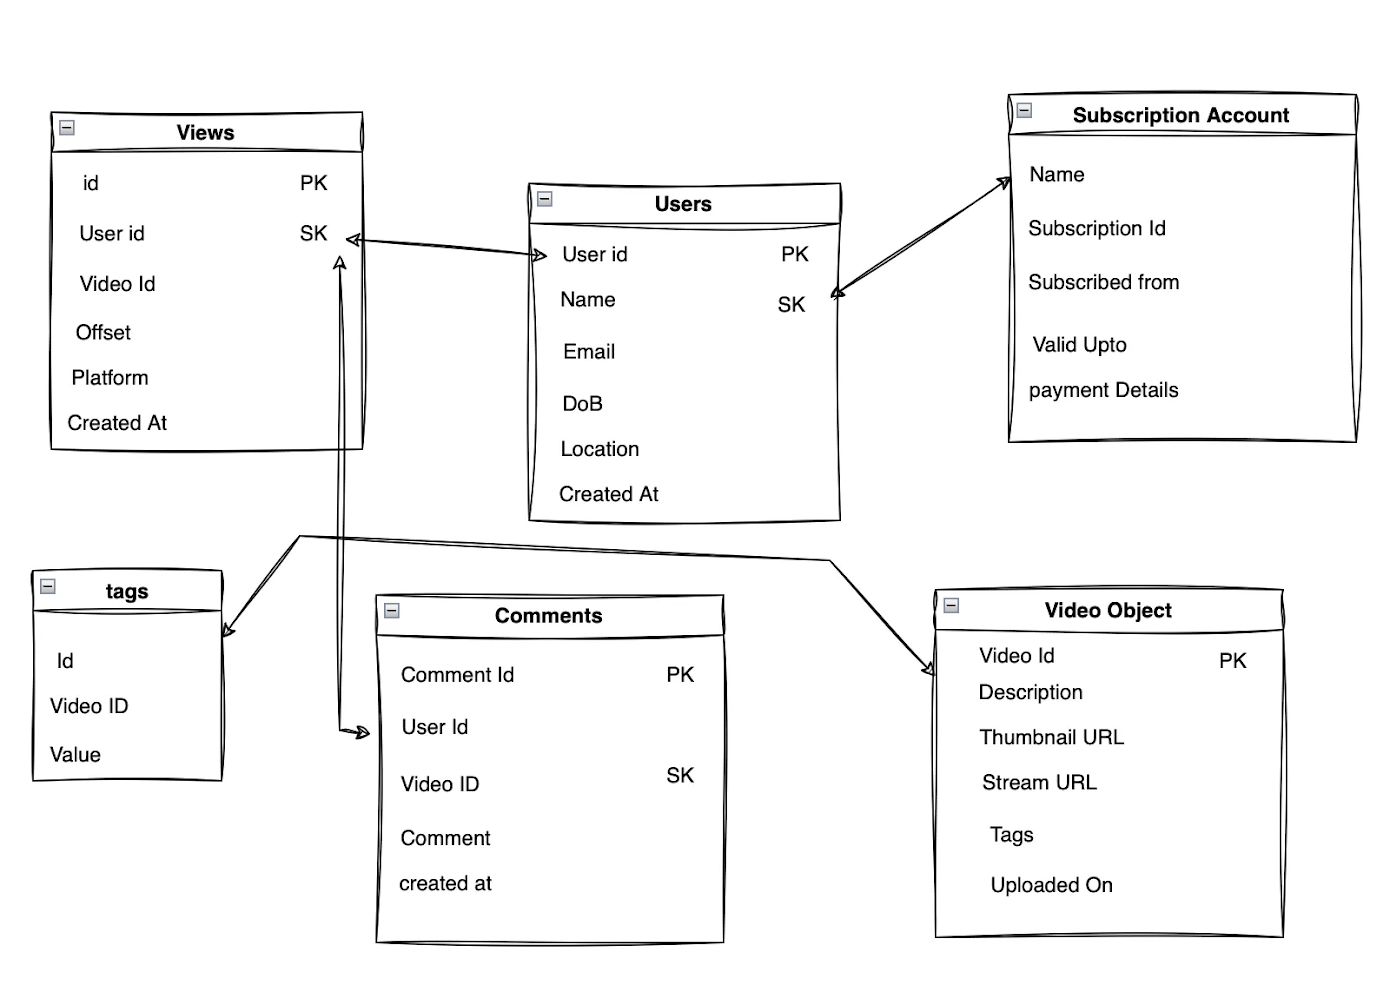 Views
id PK
User id SK
Video Id
Offset
Platform
Created At
Users
User id PK
Name SK
Email
DoB
Location
Created At
Subscription Account
Name
Subscription Id
Subscribed from
Valid Upto
payment Details
tags
Id
Video ID
Value
Comments
Comment Id PK
User Id
Video ID SK
Comment
created at
Video Object
Video Id PK
Description
Thumbnail URL
Stream URL
Tags
Uploaded On